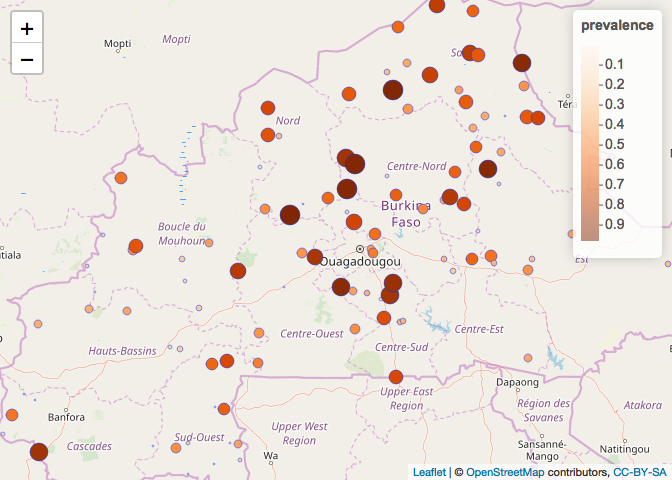 +
−
Mopti
Mopti
Sa
prevalence
0.1
0.2
0.3
0.4
0.5
0.6
0.7
0.8
0.9
Téra
Nord
Centre-Nord
Burkina
Faso
Boucle du
Mouhoun
Ouagadougou
Est
Centre-Ouest
Centre-Est
Centre-Sud
Hauts-Bassins
Dapaong
Upper East
Region
Région des
Savanes
Atakora
Banfora
Cascades
Sud-Ouest
Upper West
Region
Wa
Sansanné-
Mango
Natitingou
Leaflet | © OpenStreetMap contributors, CC-BY-SA